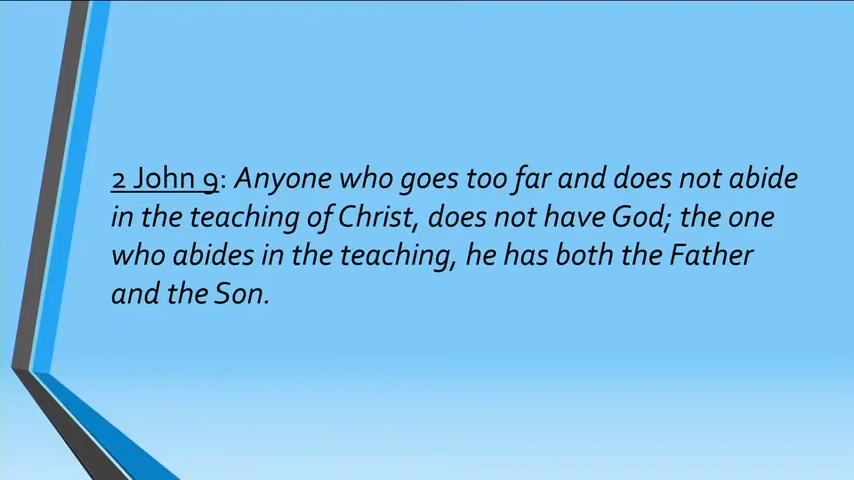 2 John 9: Anyone who goes too far and does not abide
in the teaching of Christ, does not have God; the one
who abides in the teaching, he has both the Father
and the Son.